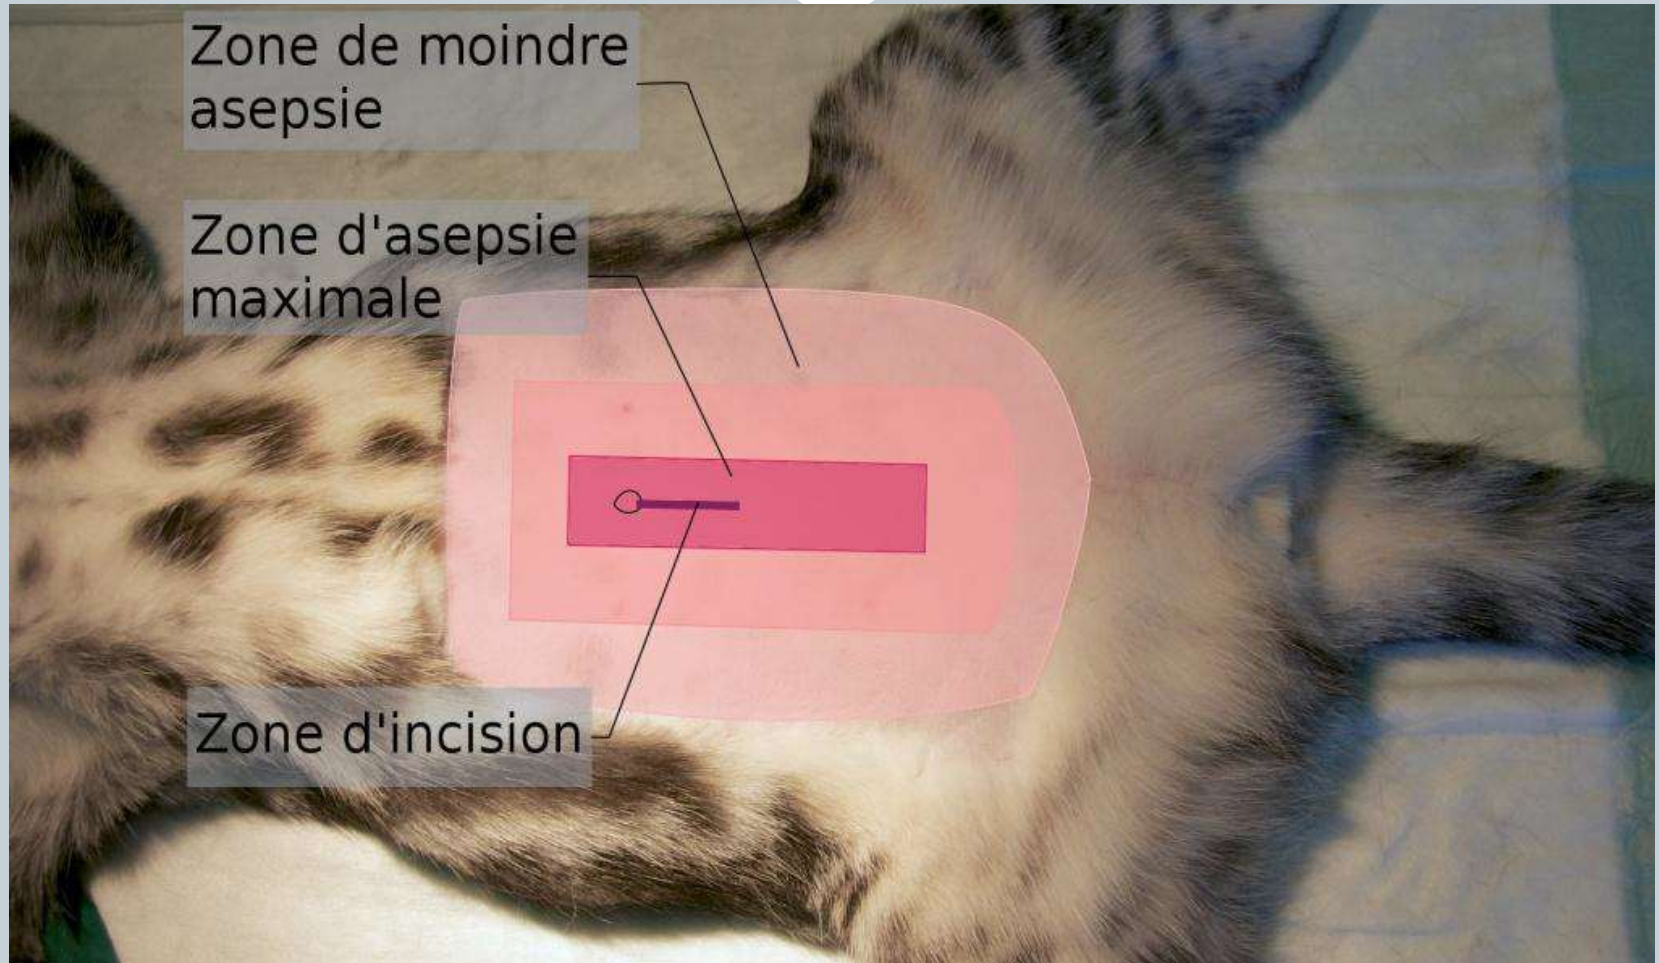 Zone de moindre
asepsie
Zone d'asepsie
maximale
Zone d'incision